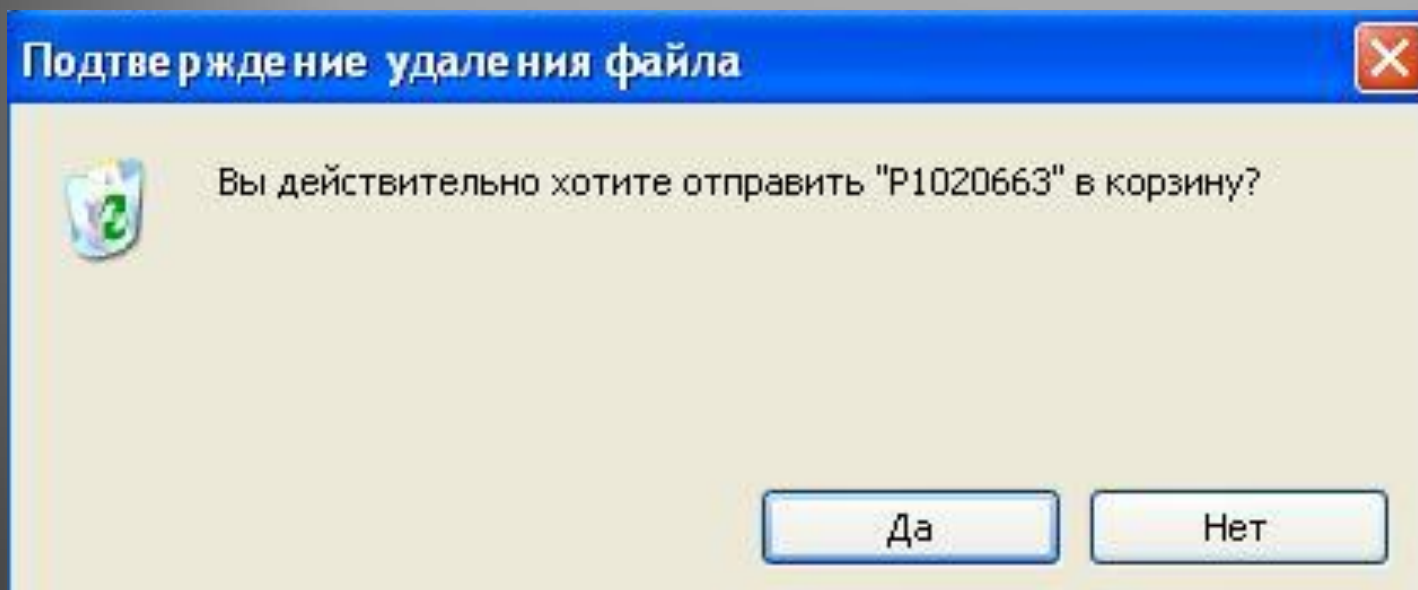 Подтверждение удаления файла
Вы действительно хотите отправить "P1020663" в корзину?
Да
Нет